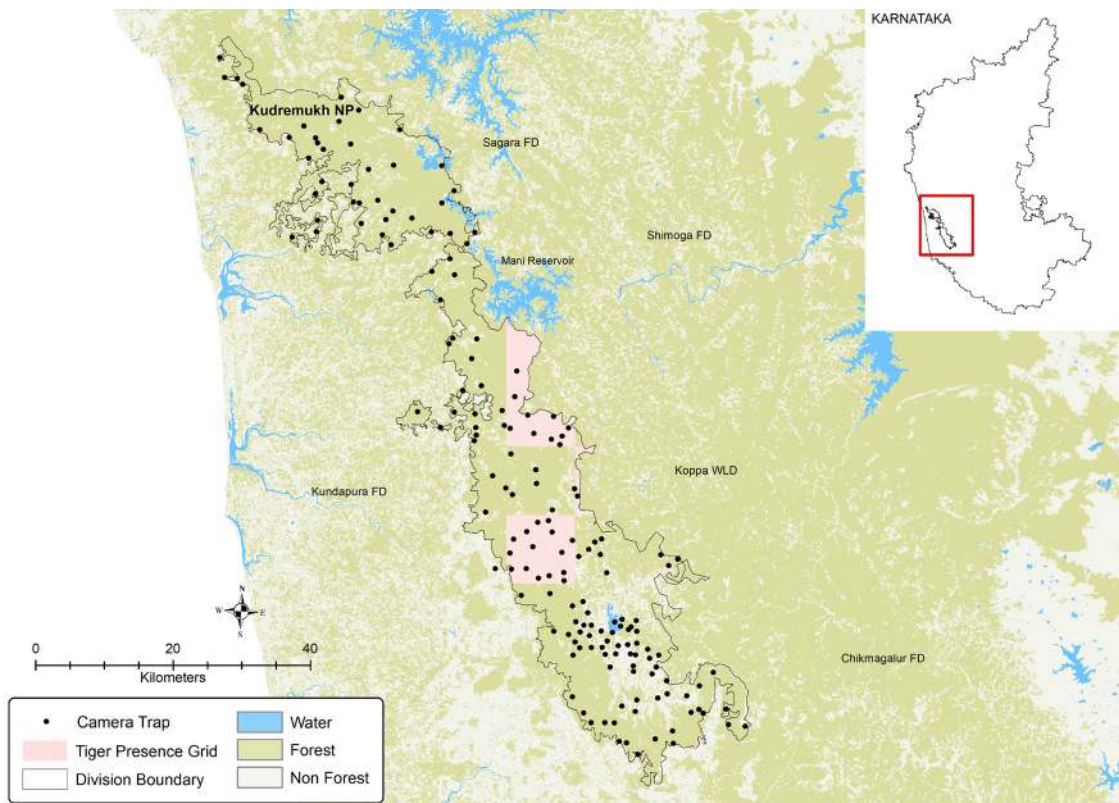 KARNATAKA
Kudremukh NP
Sagara FD
Shimoga FD
Mani Reservoir
Koppa WLD
Kundapura FD
N
W E
S
Chikmagalur FD
0 20 40
Kilometers
Camera Trap
Water
Tiger Presence Grid
Forest
Division Boundary
Non Forest